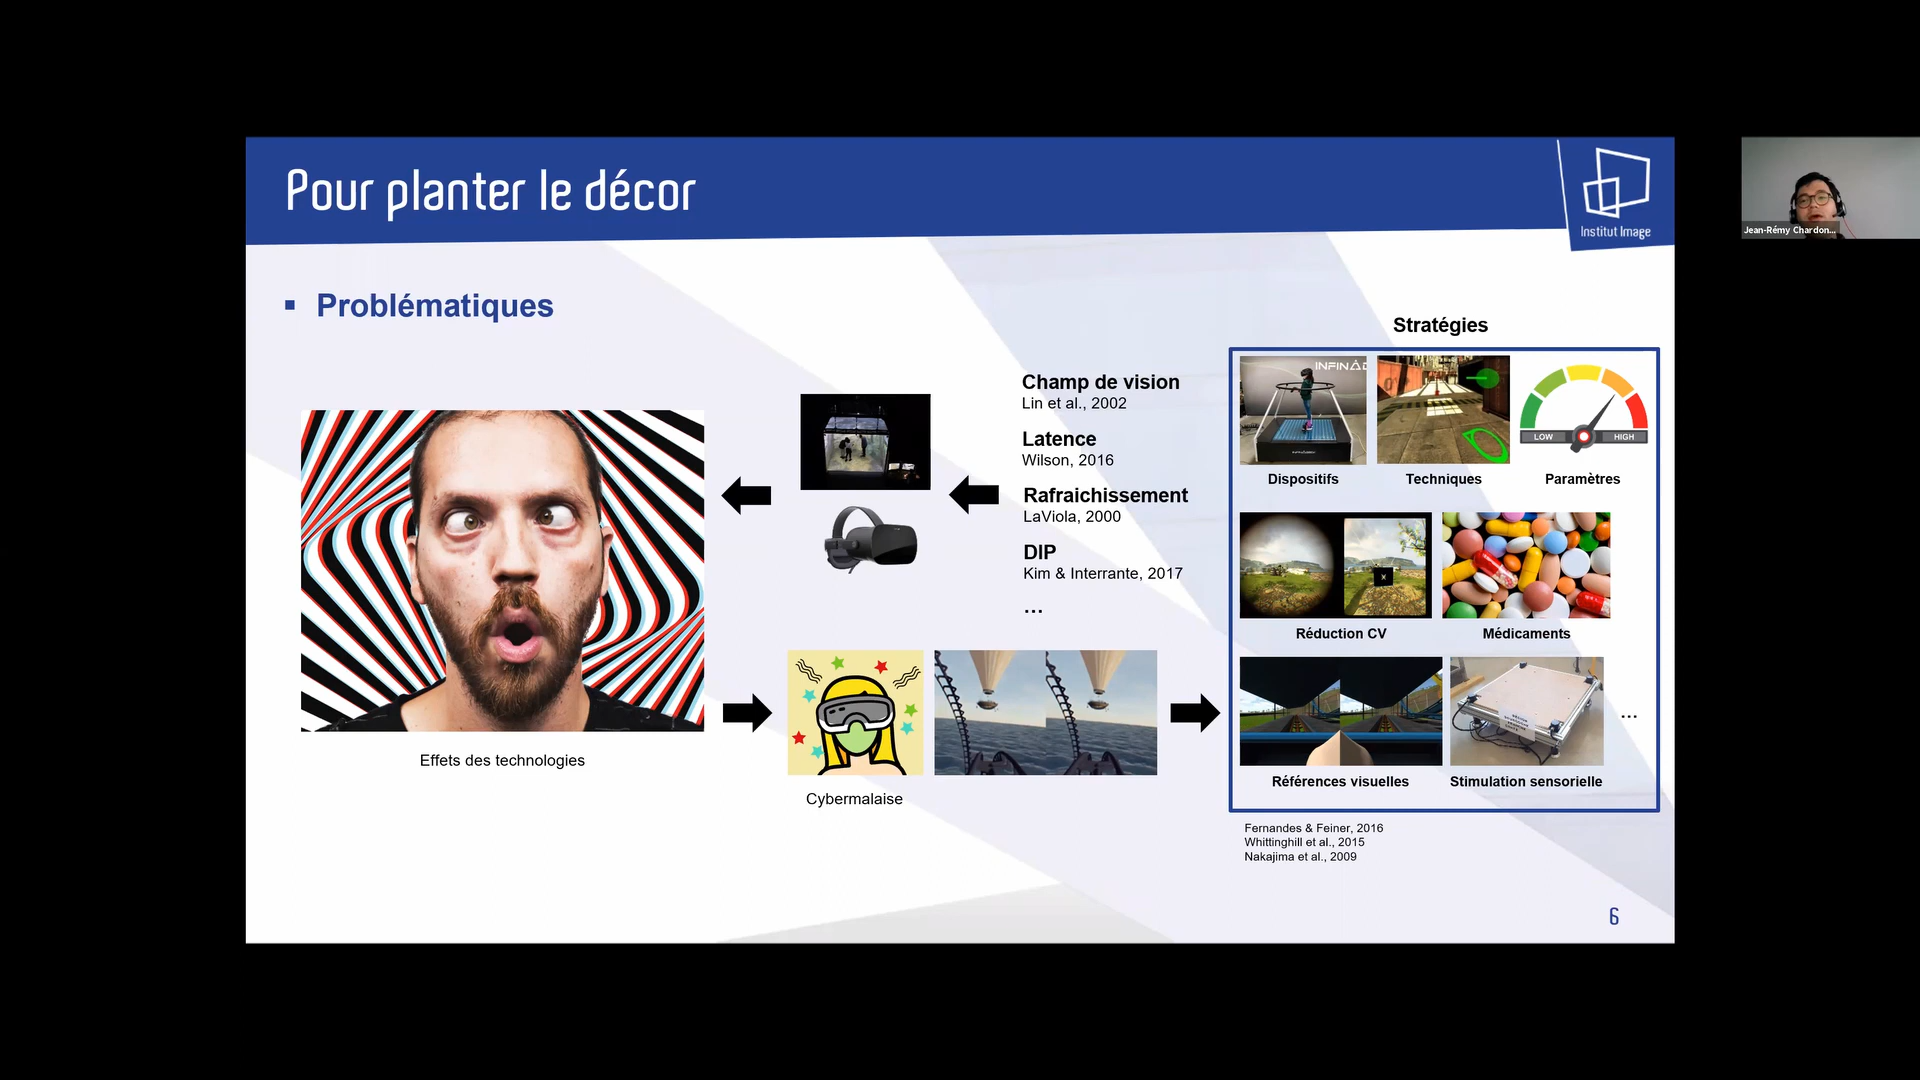 Pour planter le décor
Institut Image
Jean-Rémy Chardon...
▪ Problématiques
Stratégies
Champ de vision
Lin et al., 2002
Latence
Wilson, 2016
Rafraichissement
LaViola, 2000
DIP
Kim & Interrante, 2017
...
Effets des technologies
Cybermalaise
INFINAD
LOW
HIGH
Dispositifs
Techniques
Paramètres
Réduction CV
Médicaments
...
Références visuelles
Stimulation sensorielle
Fernandes & Feiner, 2016
Whittinghill et al., 2015
Nakajima et al., 2009
6